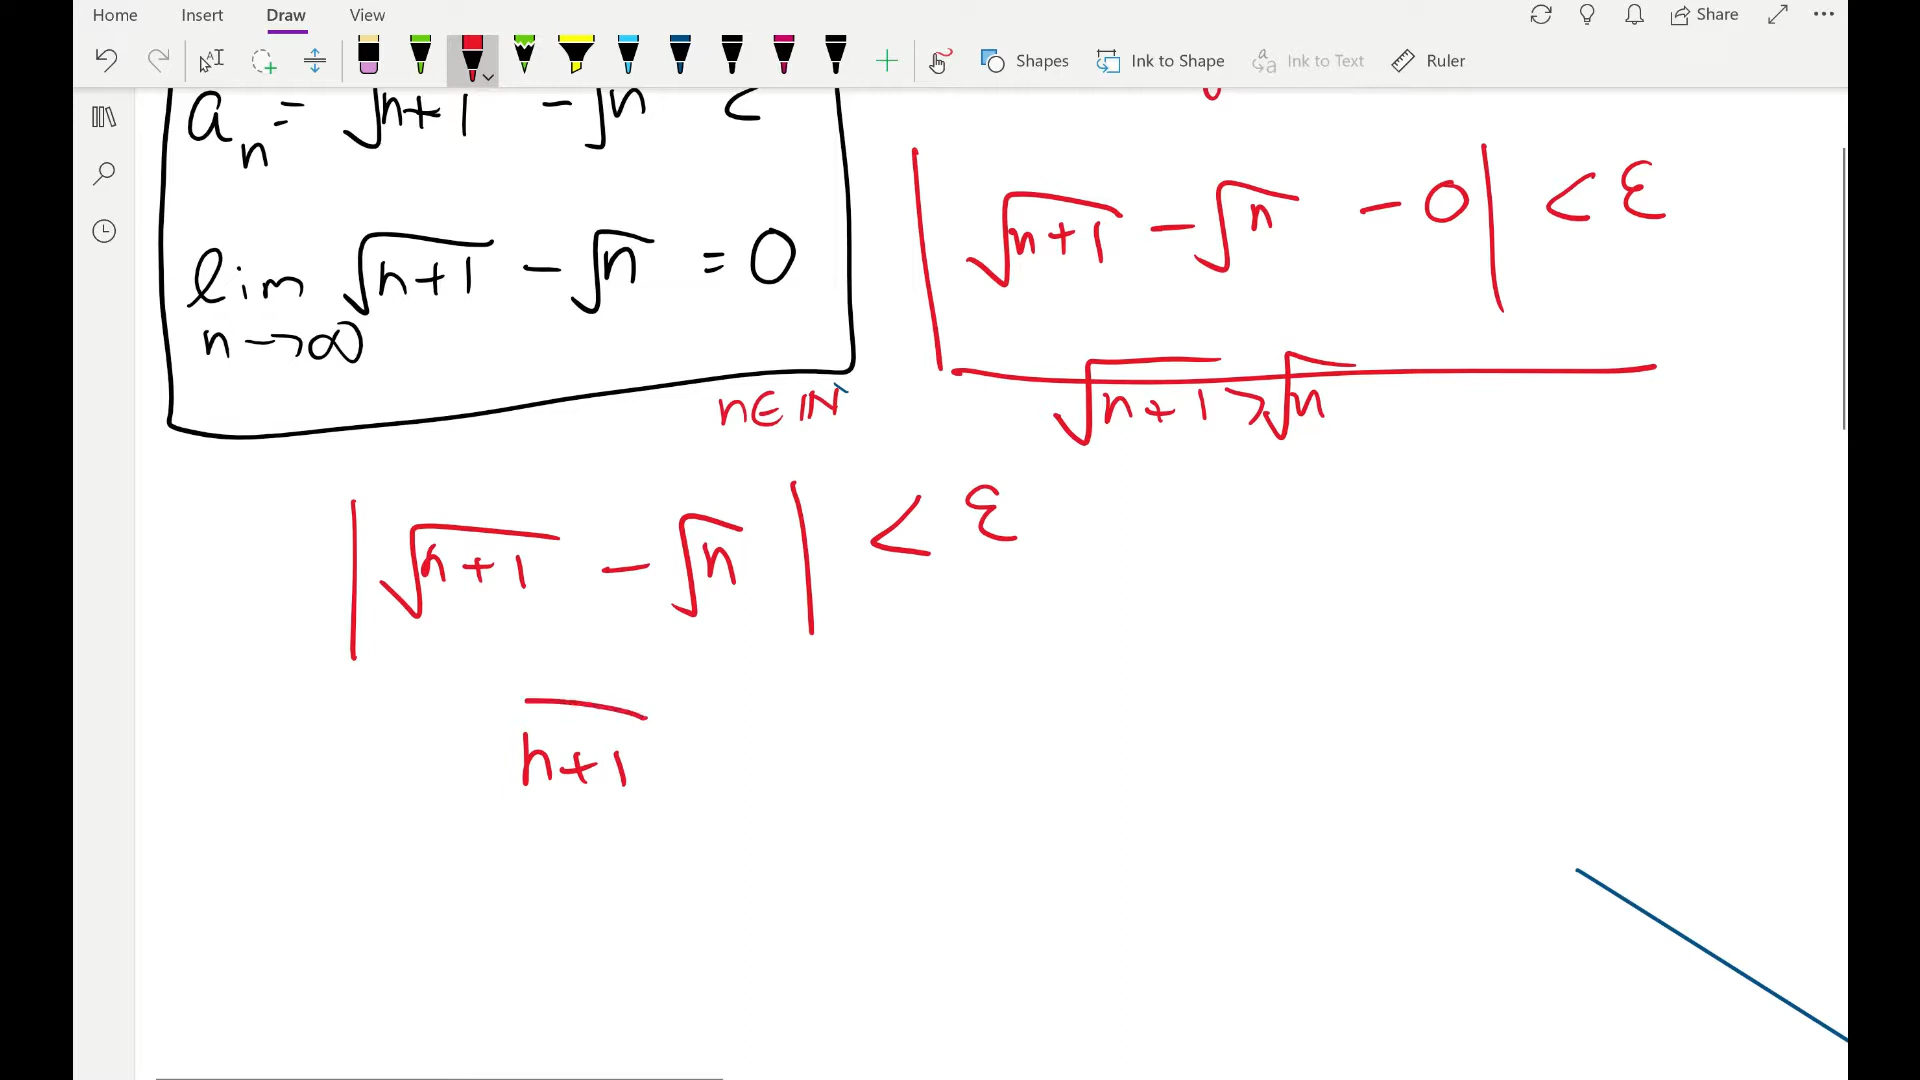 Home Insert Draw View
Share
Shapes Ink to Shape Ink to Text Ruler
aₙ = √n+1 - √n <
lim √n+1 - √n = 0
n→∞
| √n+1 - √n - 0 | < ε
√n+1 > √n
n∈ℕ
| √n+1 - √n | < ε
n+1